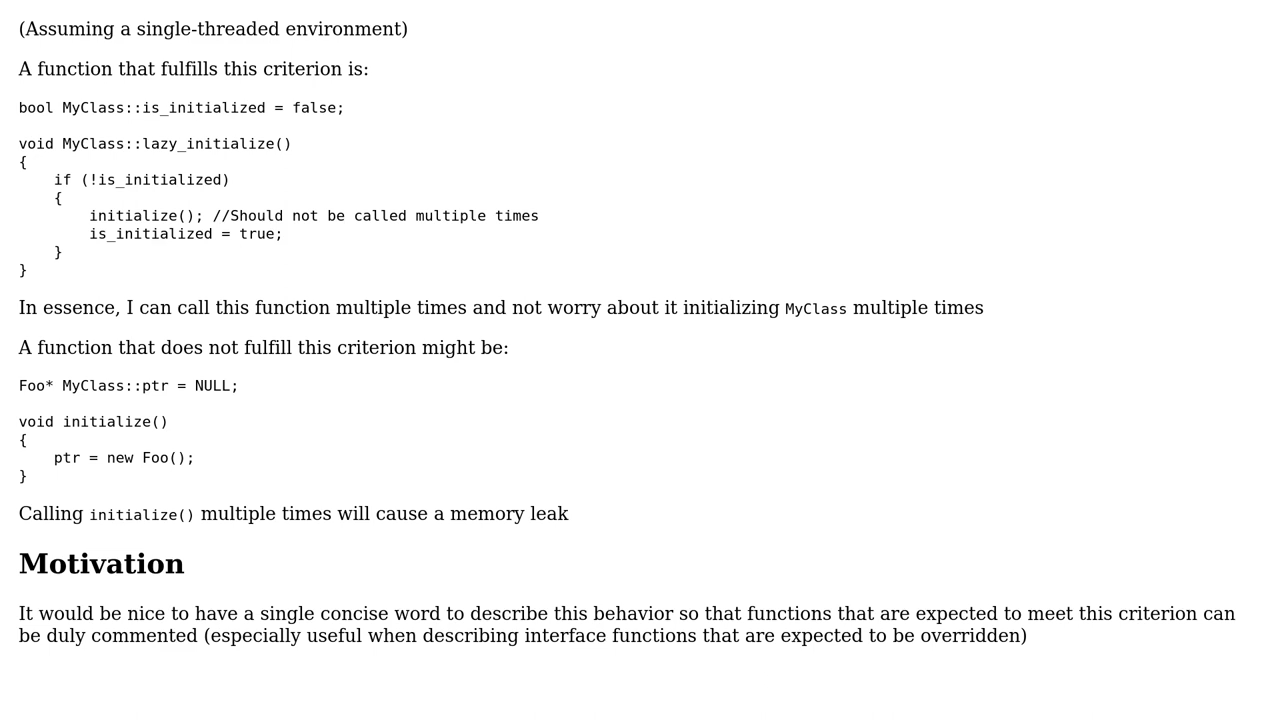 (Assuming a single-threaded environment)
A function that fulfills this criterion is:
bool MyClass::is_initialized = false;
void MyClass::lazy_initialize()
{
    if (!is_initialized)
    {
        initialize(); //Should not be called multiple times
        is_initialized = true;
    }
}
In essence, I can call this function multiple times and not worry about it initializing MyClass multiple times
A function that does not fulfill this criterion might be:
Foo* MyClass::ptr = NULL;
void initialize()
{
    ptr = new Foo();
}
Calling initialize() multiple times will cause a memory leak
Motivation
It would be nice to have a single concise word to describe this behavior so that functions that are expected to meet this criterion can
be duly commented (especially useful when describing interface functions that are expected to be overridden)